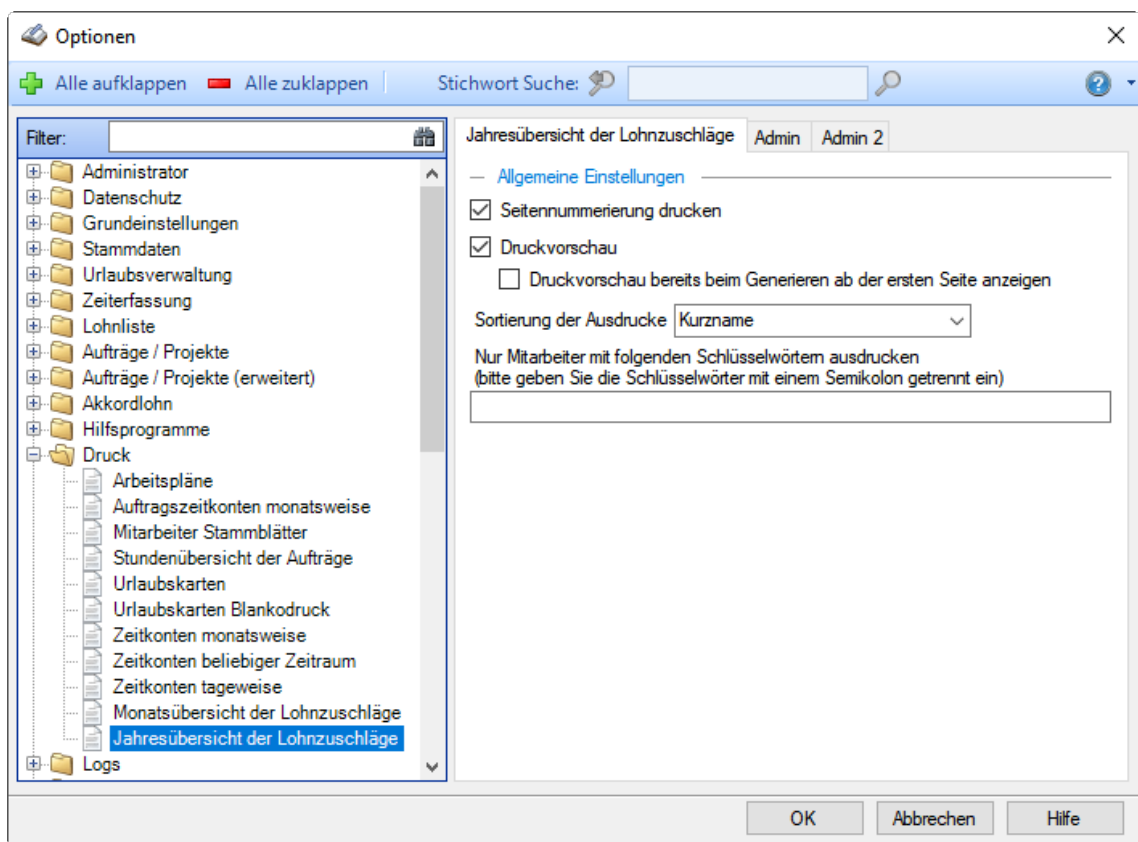 Optionen
Alle aufklappen Alle zuklappen Stichwort Suche:
Filter:
Administrator
Datenschutz
Grundeinstellungen
Stammdaten
Urlaubsverwaltung
Zeiterfassung
Lohnliste
Aufträge / Projekte
Aufträge / Projekte (erweitert)
Akkordlohn
Hilfsprogramme
Druck
Arbeitspläne
Auftragszeitkonten monatsweise
Mitarbeiter Stammblätter
Stundenübersicht der Aufträge
Urlaubskarten
Urlaubskarten Blankodruck
Zeitkonten monatsweise
Zeitkonten beliebiger Zeitraum
Zeitkonten tageweise
Monatsübersicht der Lohnzuschläge
Jahresübersicht der Lohnzuschläge
Logs
Jahresübersicht der Lohnzuschläge Admin Admin 2
Allgemeine Einstellungen
Seitennummerierung drucken
Druckvorschau
Druckvorschau bereits beim Generieren ab der ersten Seite anzeigen
Sortierung der Ausdrucke Kurzname
Nur Mitarbeiter mit folgenden Schlüsselwörtern ausdrucken
(bitte geben Sie die Schlüsselwörter mit einem Semikolon getrennt ein)
OK Abbrechen Hilfe